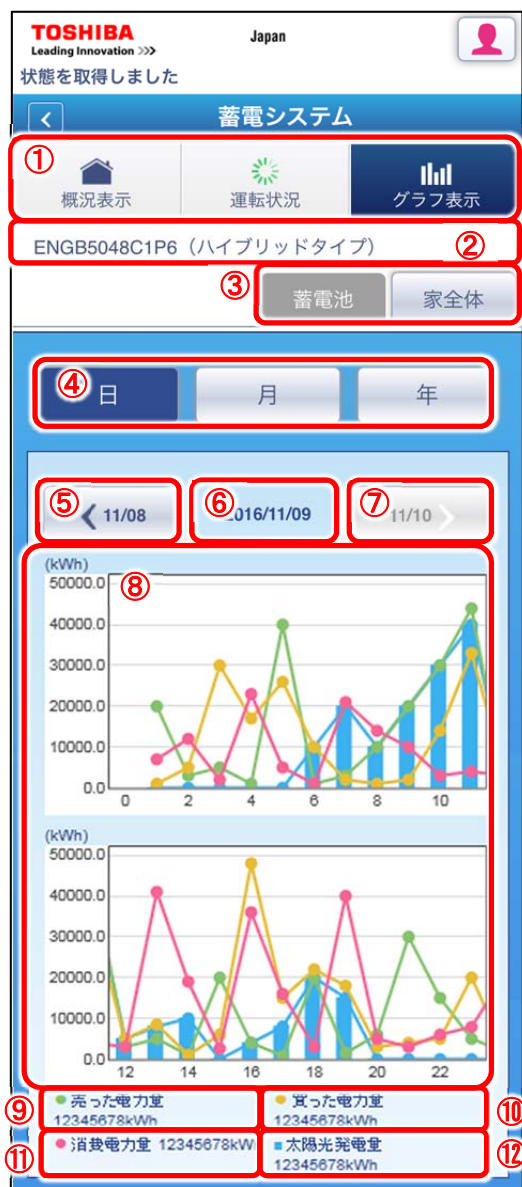 TOSHIBA
Leading Innovation >>>
Japan
状態を取得しました
蓄電システム
①
概況表示
運転状況
グラフ表示
ENGB5048C1P6（ハイブリッドタイプ）
②
③
蓄電池
家全体
④
日
月
年
⑤
11/08
⑥
2016/11/09
⑦
11/10
(kWh)
⑧
50000.0
40000.0
30000.0
20000.0
10000.0
0.0
0 2 4 6 8 10
(kWh)
50000.0
40000.0
30000.0
20000.0
10000.0
0.0
12 14 16 18 20 22
⑨
売った電力量
12345678kWh
買った電力量
12345678kWh
⑩
⑪
消費電力量 12345678kW
太陽光発電量
12345678kWh
⑫